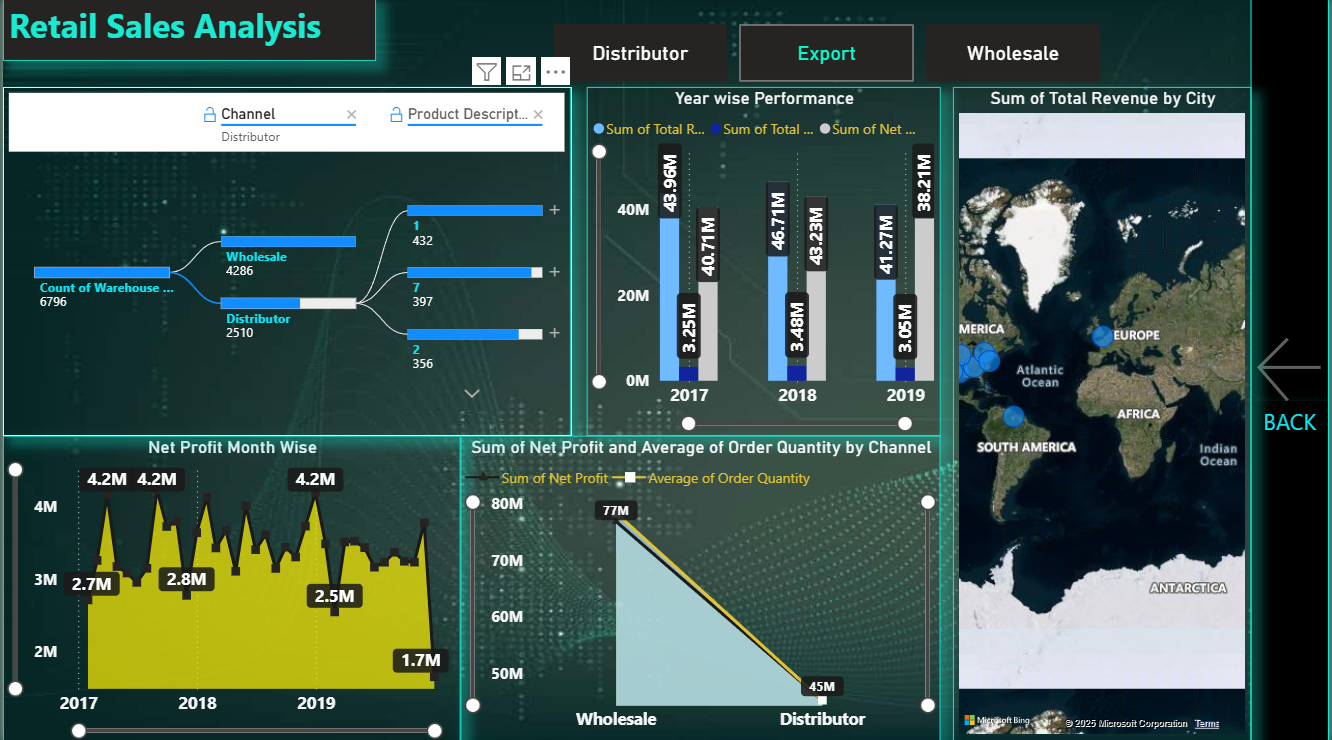 Retail Sales Analysis
Distributor
Export
Wholesale
Channel
Distributor
Product Descript...
Count of Warehouse ...
6796
Wholesale
4286
Distributor
2510
1
432
7
397
2
356
Year wise Performance
Sum of Total R... Sum of Total ... Sum of Net ...
40M
20M
0M
43.96M
3.25M
40.71M
46.71M
3.48M
43.23M
41.27M
3.05M
38.21M
2017 2018 2019
Sum of Total Revenue by City
MERICA
EUROPE
Atlantic
Ocean
AFRICA
SOUTH AMERICA
Indian
Ocean
ANTARCTICA
Microsoft Bing
© 2025 Microsoft Corporation Terms
BACK
Net Profit Month Wise
4M
3M
2M
4.2M 4.2M 4.2M
2.7M 2.8M 2.5M
1.7M
2017 2018 2019
Sum of Net Profit and Average of Order Quantity by Channel
Sum of Net Profit Average of Order Quantity
80M
70M
60M
50M
77M
45M
Wholesale Distributor